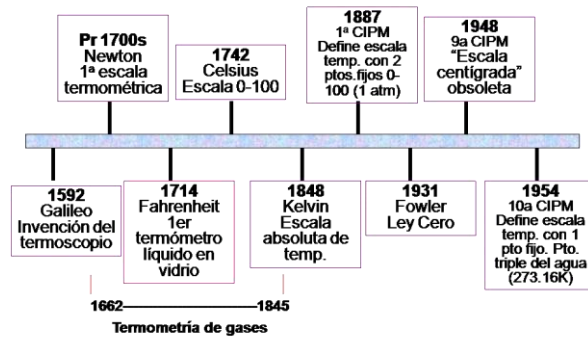 Pr 1700s
Newton
1ª escala
termométrica
1742
Celsius
Escala 0-100
1887
1ª CIPM
Define escala
temp. con 2
ptos.fijos 0-
100 (1 atm)
1948
9a CIPM
“Escala
centígrada”
obsoleta
1592
Galileo
Invención del
termoscopio
1714
Fahrenheit
1er
termómetro
líquido en
vidrio
1848
Kelvin
Escala
absoluta de
temp.
1931
Fowler
Ley Cero
1954
10a CIPM
Define escala
temp. con 1
pto fijo. Pto.
triple del agua
(273.16K)
1662 1845
Termometría de gases